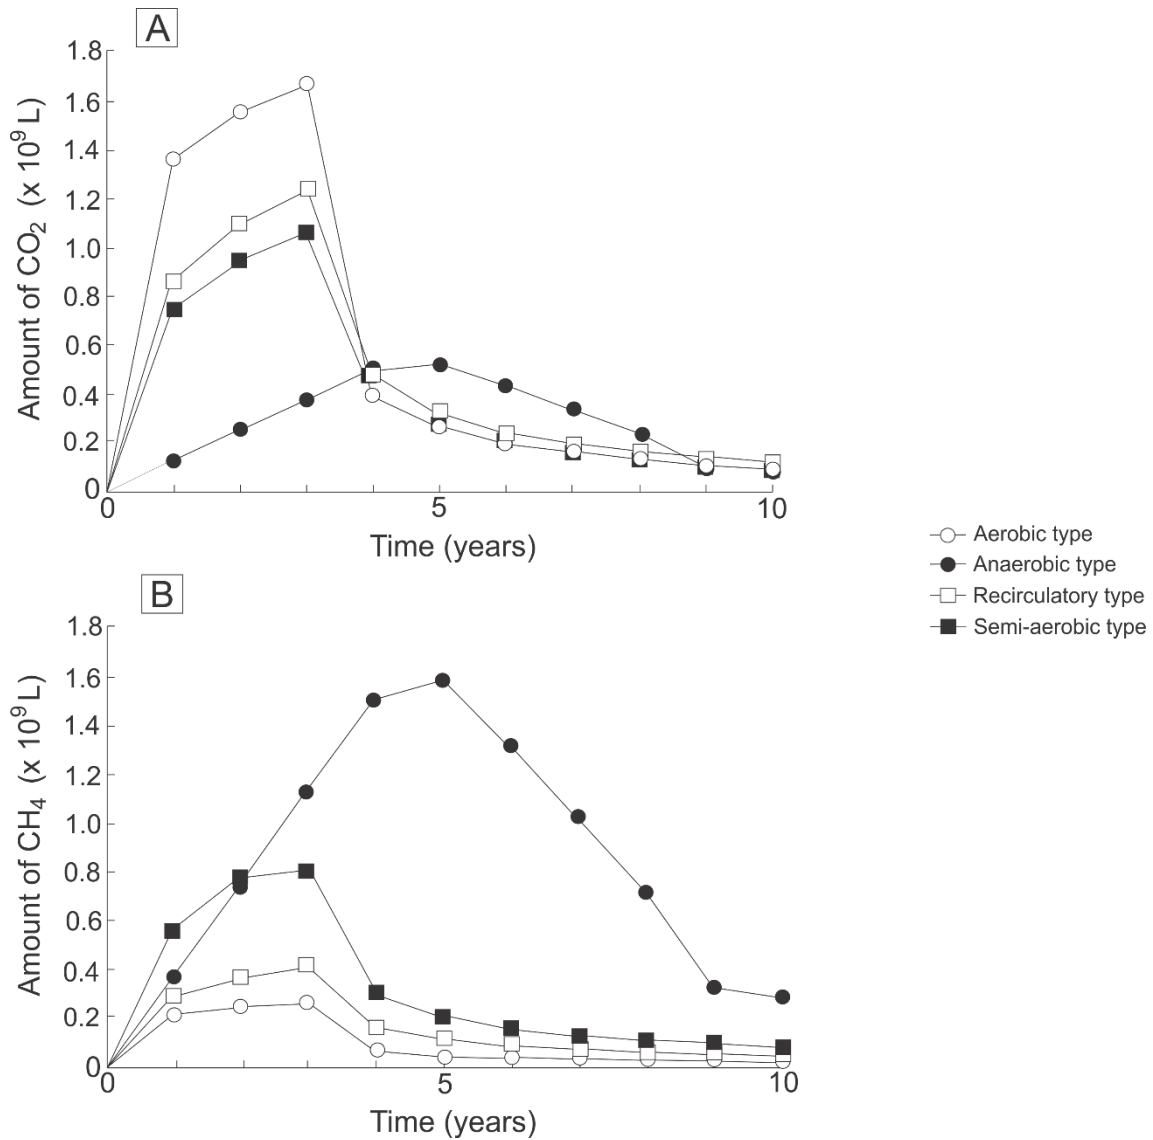 A
1.8
1.6
1.4
1.2
1.0
0.8
0.6
0.4
0.2
0
Amount of CO2 (x 10^9 L)
0 5 10
Time (years)
Aerobic type
Anaerobic type
Recirculatory type
Semi-aerobic type
B
1.8
1.6
1.4
1.2
1.0
0.8
0.6
0.4
0.2
0
Amount of CH4 (x 10^9 L)
0 5 10
Time (years)